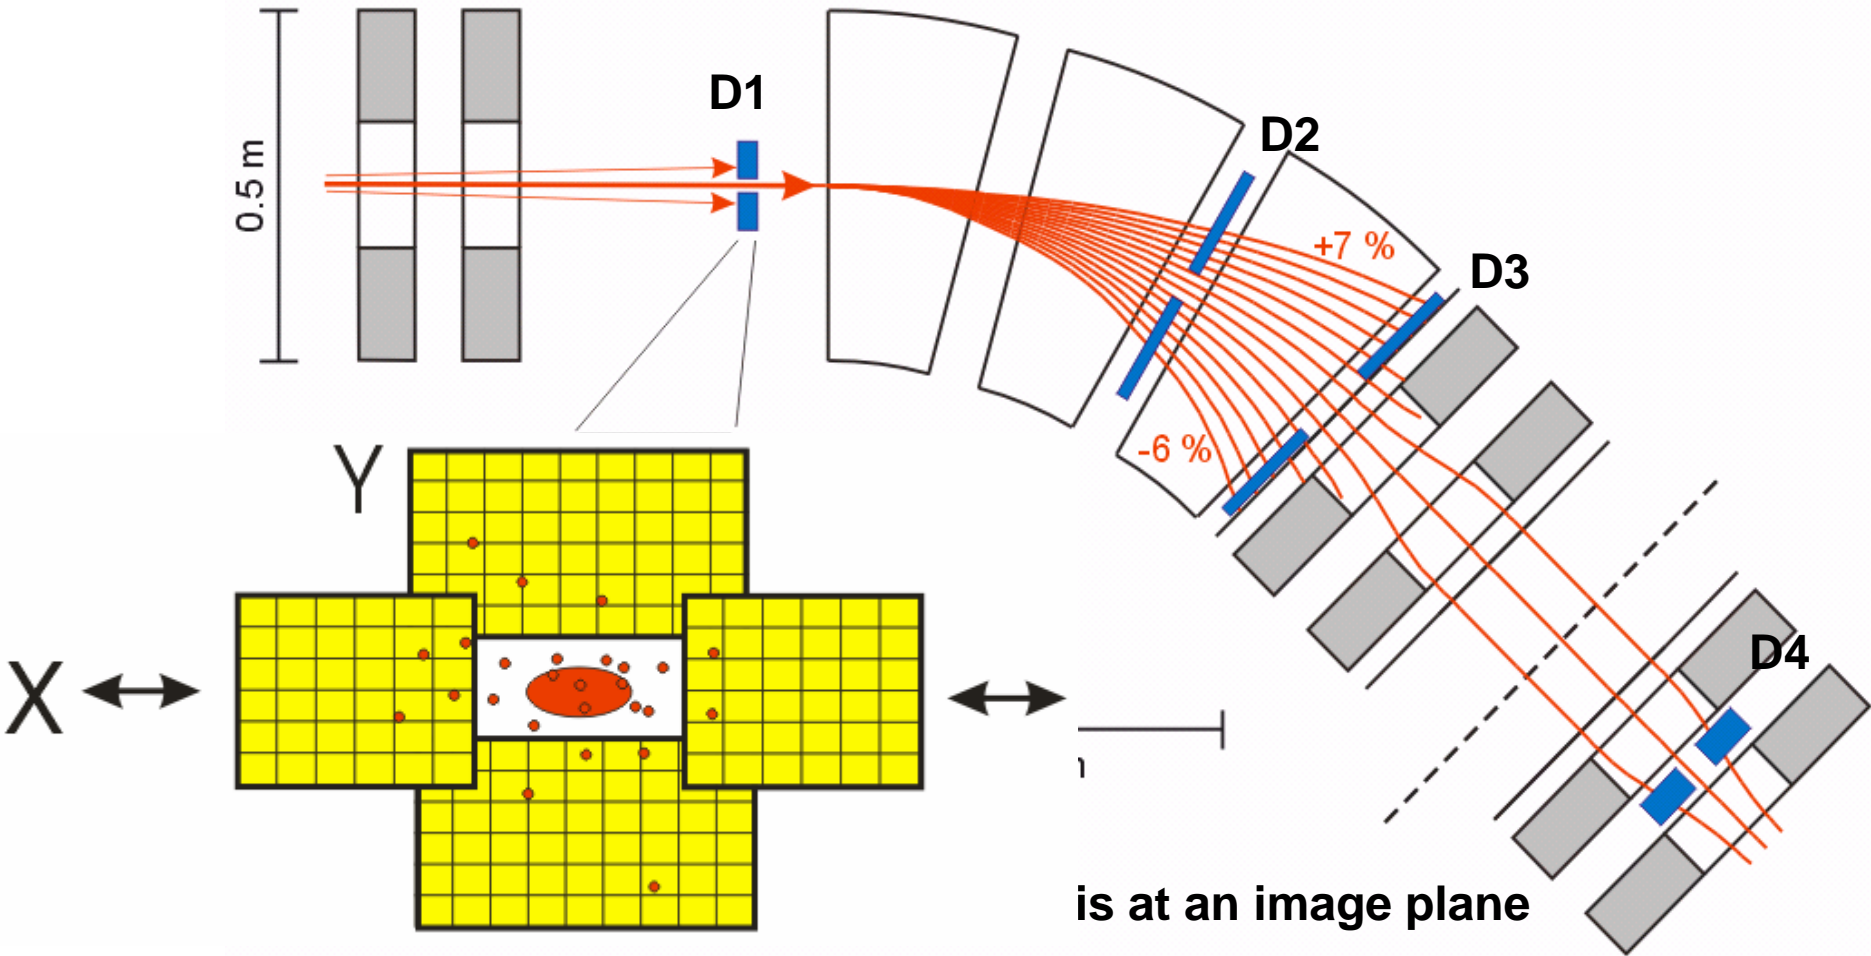 D1
D2
0.5 m
+7 %
D3
-6 %
Y
X
D4
is at an image plane